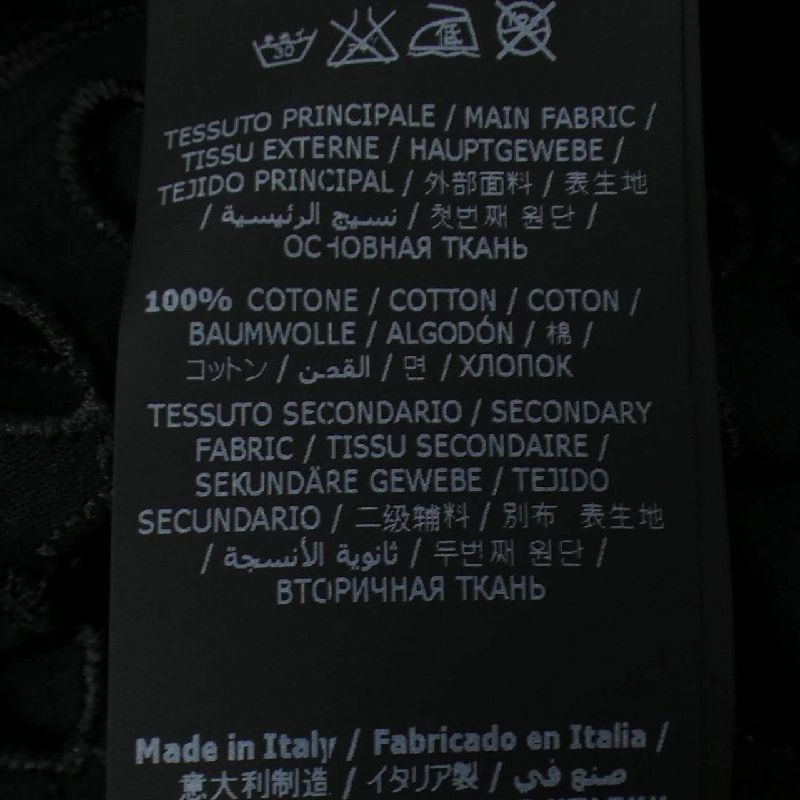 30 低
TESSUTO PRINCIPALE / MAIN FABRIC /
TISSU EXTERNE / HAUPTGEWEBE /
TEJIDO PRINCIPAL / 外部面料 / 表生地
/ نسيج الرئيسية / 첫번째 원단 /
ОСНОВНАЯ ТКАНЬ
100% COTONE / COTTON / COTON /
BAUMWOLLE / ALGODÓN / 棉 /
コットン / القطن / 면 / ХЛОПОК
TESSUTO SECONDARIO / SECONDARY
FABRIC / TISSU SECONDAIRE /
SEKUNDÄRE GEWEBE / TEJIDO
SECUNDARIO / 二级辅料 / 別布 表生地
/ ثانوية الأنسجة / 두번째 원단 /
ВТОРИЧНАЯ ТКАНЬ
Made in Italy / Fabricado en Italia /
意大利制造 / イタリア製 / صنع في